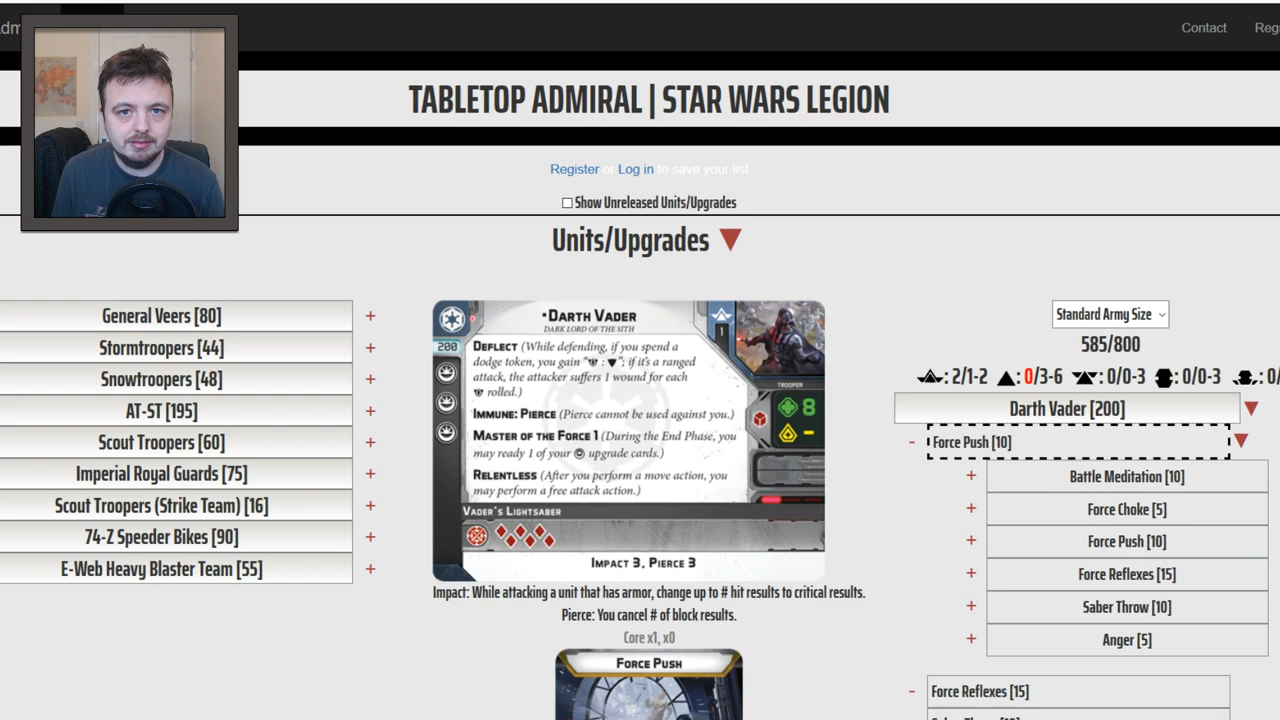 dm
Contact
Reg
TABLETOP ADMIRAL | STAR WARS LEGION
Register or Log in to save your list
Show Unreleased Units/Upgrades
Units/Upgrades
General Veers [80] +
Stormtroopers [44] +
Snowtroopers [48] +
AT-ST [195] +
Scout Troopers [60] +
Imperial Royal Guards [75] +
Scout Troopers (Strike Team) [16] +
74-Z Speeder Bikes [90] +
E-Web Heavy Blaster Team [55] +
•DARTH VADER
DARK LORD OF THE SITH
200
1
DEFLECT (While defending, if you spend a
dodge token, you gain “ : ”; if it's a ranged
attack, the attacker suffers 1 wound for each
rolled.)
TROOPER
IMMUNE: PIERCE (Pierce cannot be used against you.)
8
MASTER OF THE FORCE 1 (During the End Phase, you
may ready 1 of your upgrade cards.)
–
RELENTLESS (After you perform a move action, you
may perform a free attack action.)
VADER'S LIGHTSABER
IMPACT 3, PIERCE 3
Impact: While attacking a unit that has armor, change up to # hit results to critical results.
Pierce: You cancel # of block results.
Core x1, x0
FORCE PUSH
Standard Army Size
585/800
: 2/1-2 : 0/3-6 : 0/0-3 : 0/0-3 : 0/
Darth Vader [200]
- Force Push [10]
+ Battle Meditation [10]
+ Force Choke [5]
+ Force Push [10]
+ Force Reflexes [15]
+ Saber Throw [10]
+ Anger [5]
- Force Reflexes [15]